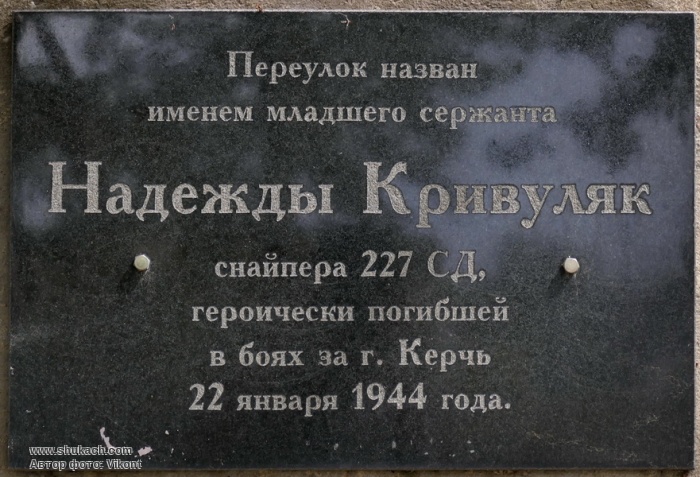 Переулок назван
именем младшего сержанта
Надежды Кривуляк
снайпера 227 СД,
героически погибшей
в боях за г. Керчь
22 января 1944 года.
www.shukach.com
Автор фото: Vikont